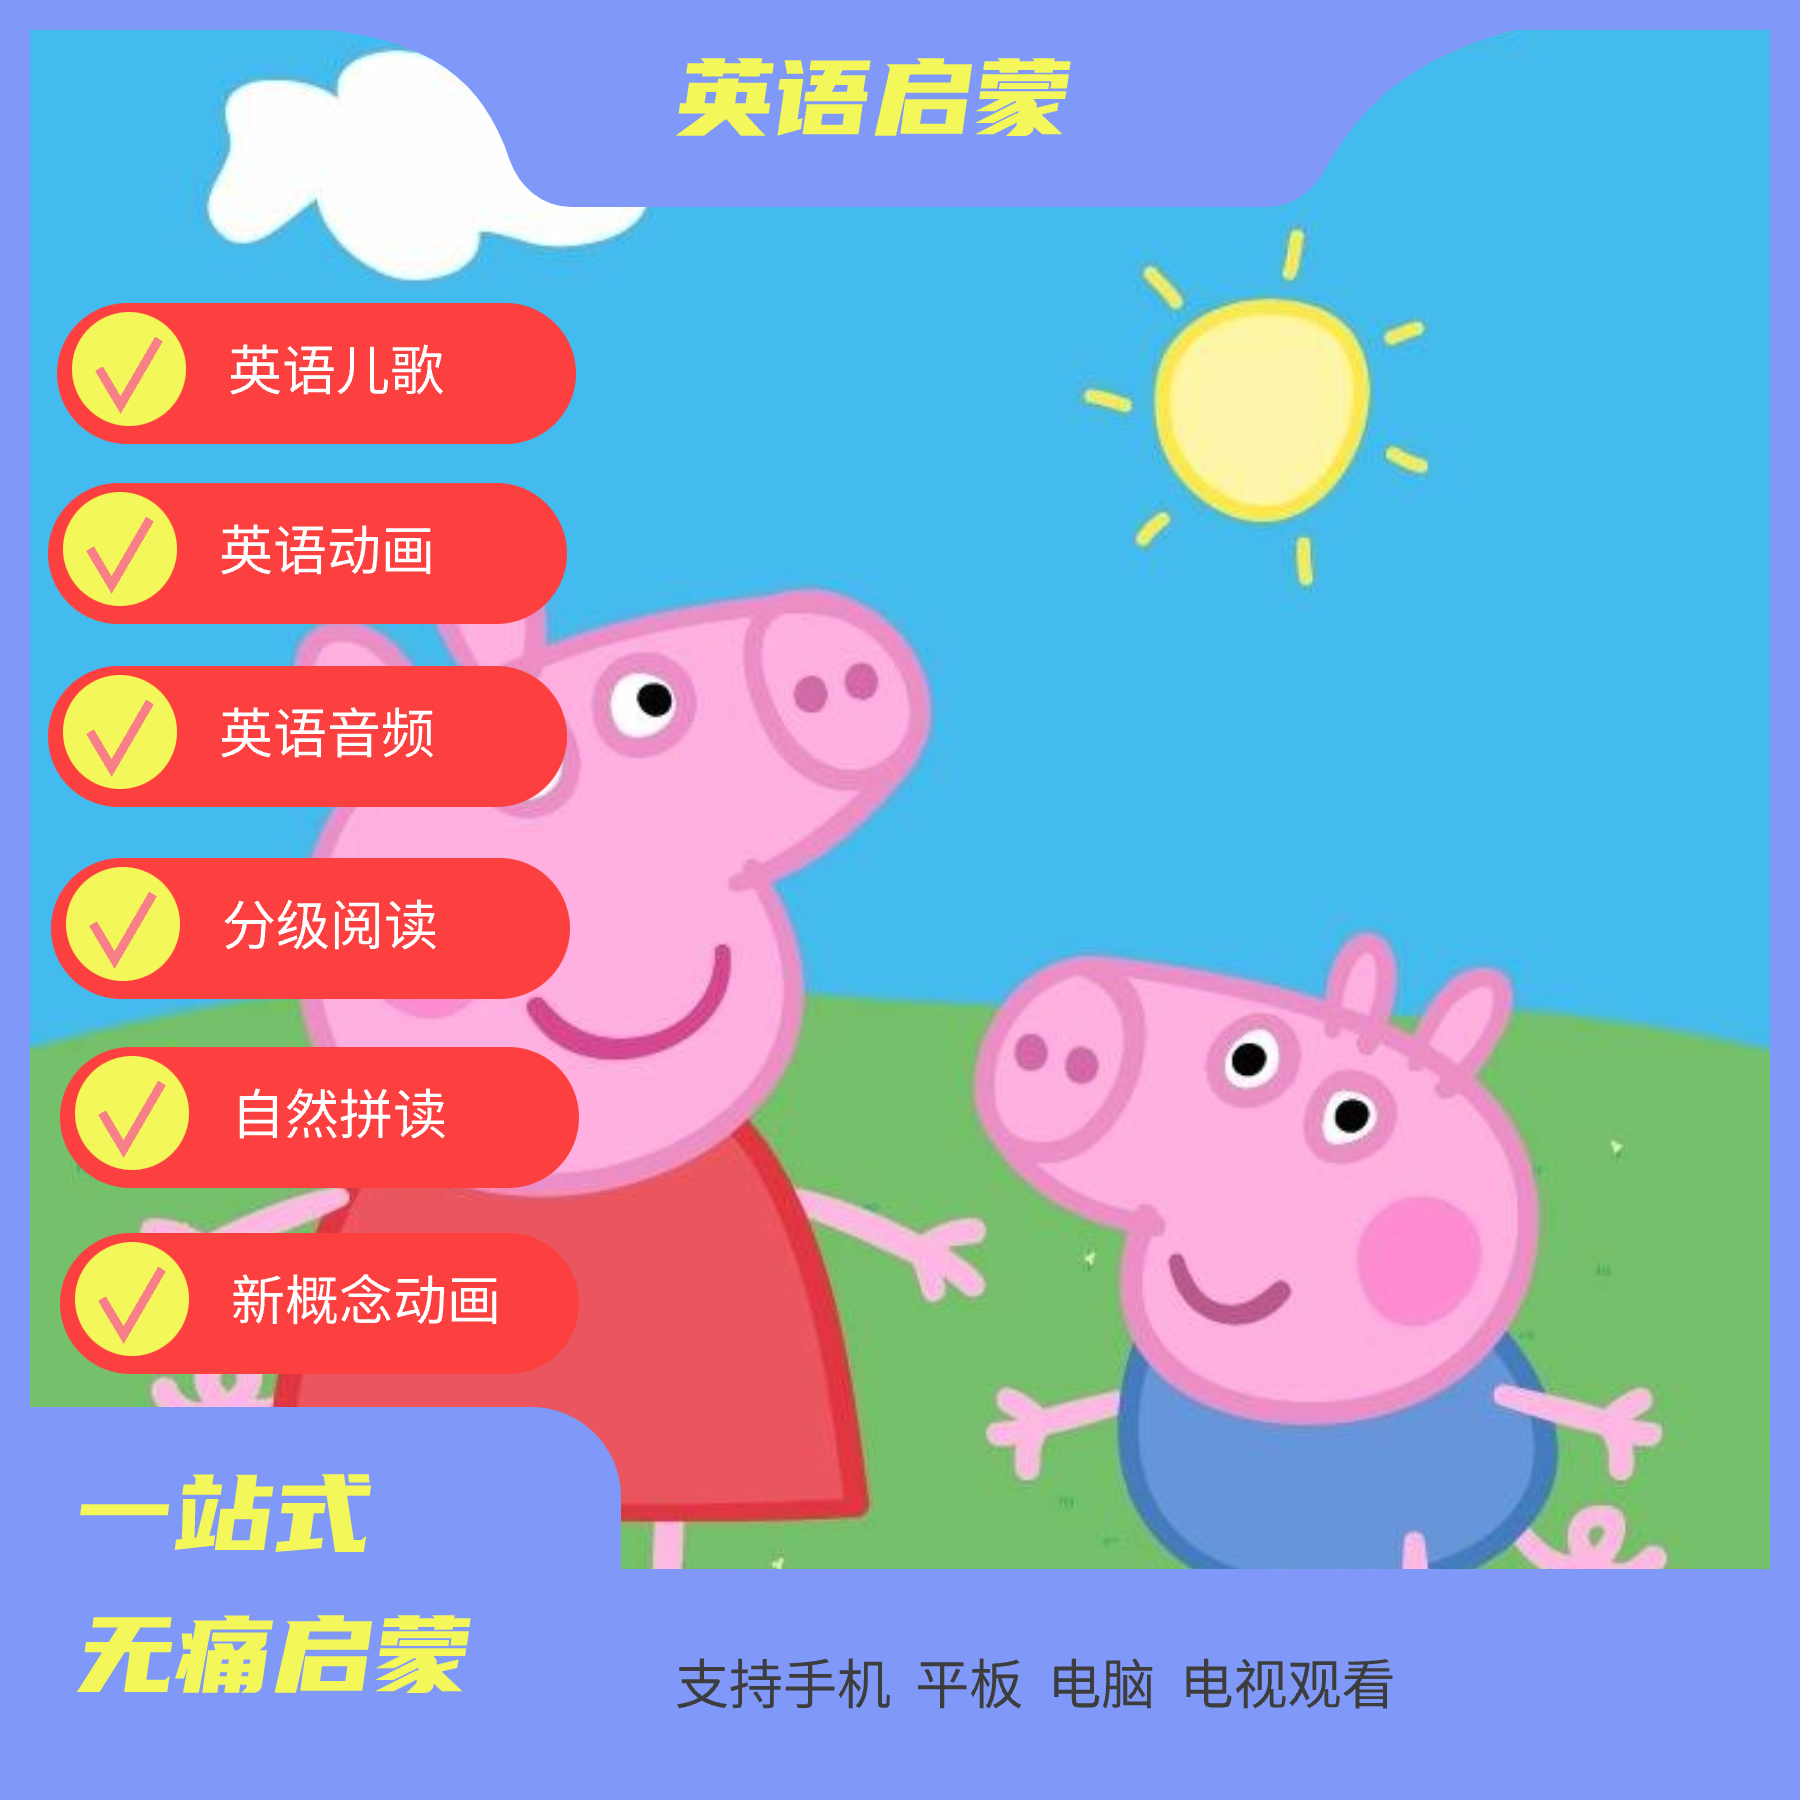 英语启蒙
英语儿歌
英语动画
英语音频
分级阅读
自然拼读
新概念动画
一站式
无痛启蒙
支持手机 平板 电脑 电视观看